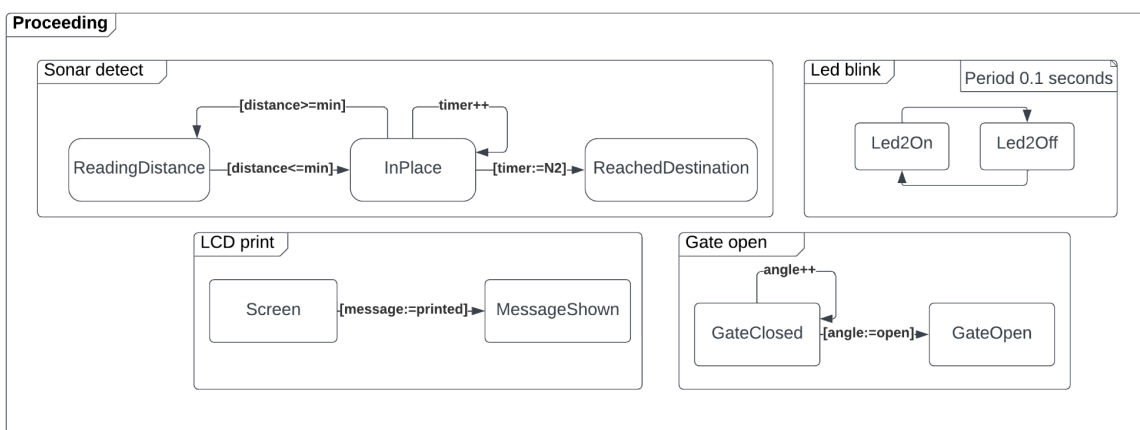 Proceeding
Sonar detect
[distance>=min]
timer++
ReadingDistance
[distance<=min]
InPlace
[timer:=N2]
ReachedDestination
Led blink
Period 0.1 seconds
Led2On
Led2Off
LCD print
Screen
[message:=printed]
MessageShown
Gate open
angle++
GateClosed
[angle:=open]
GateOpen